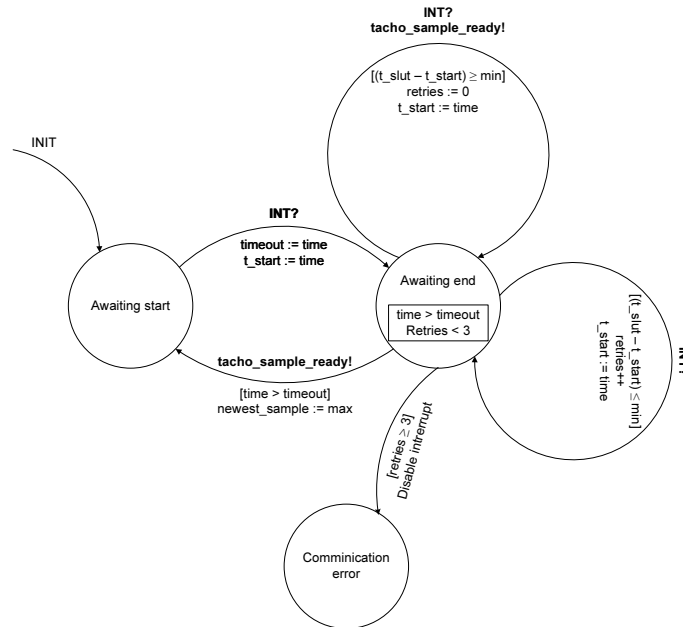 INT?
tacho_sample_ready!
[(t_slut – t_start) ≥ min]
retries := 0
t_start := time
INIT
INT?
timeout := time
t_start := time
Awaiting start
Awaiting end
time > timeout
Retries < 3
tacho_sample_ready!
[time > timeout]
newest_sample := max
[(t_slut – t_start) ≤ min]
retries++
t_start := time
INT?
[retries ≥ 3]
Disable intrerrupt
Comminication
error